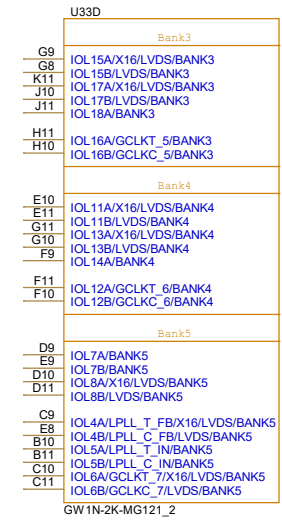 U33D
Bank3
G9 IOL15A/X16/LVDS/BANK3
G8 IOL15B/LVDS/BANK3
K11 IOL17A/X16/LVDS/BANK3
J10 IOL17B/LVDS/BANK3
J11 IOL18A/BANK3
H11 IOL16A/GCLKT_5/BANK3
H10 IOL16B/GCLKC_5/BANK3
Bank4
E10 IOL11A/X16/LVDS/BANK4
E11 IOL11B/LVDS/BANK4
G11 IOL13A/X16/LVDS/BANK4
G10 IOL13B/LVDS/BANK4
F9 IOL14A/BANK4
F11 IOL12A/GCLKT_6/BANK4
F10 IOL12B/GCLKC_6/BANK4
Bank5
D9 IOL7A/BANK5
E9 IOL7B/BANK5
D10 IOL8A/X16/LVDS/BANK5
D11 IOL8B/LVDS/BANK5
C9 IOL4A/LPLL_T_FB/X16/LVDS/BANK5
E8 IOL4B/LPLL_C_FB/LVDS/BANK5
B10 IOL5A/LPLL_T_IN/BANK5
B11 IOL5B/LPLL_C_IN/BANK5
C10 IOL6A/GCLKT_7/X16/LVDS/BANK5
C11 IOL6B/GCLKC_7/LVDS/BANK5
GW1N-2K-MG121_2